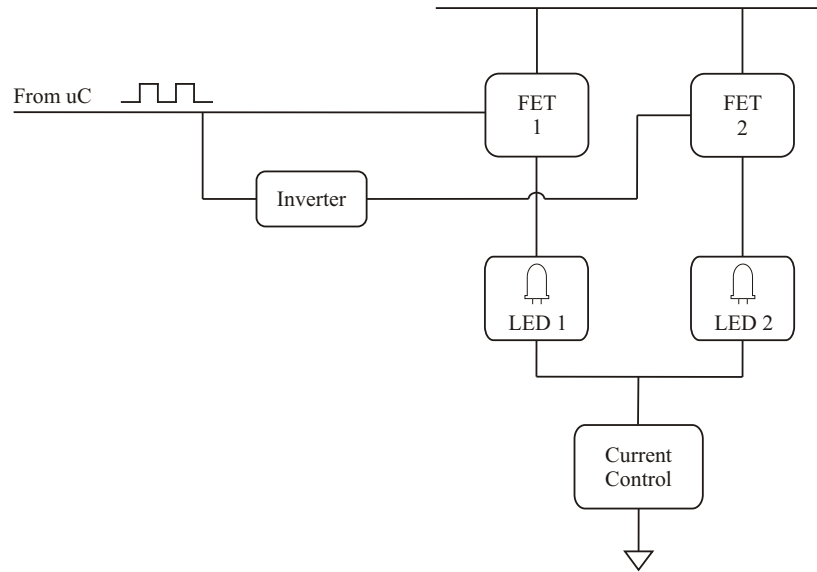 From uC
FET
1
FET
2
Inverter
LED 1
LED 2
Current
Control